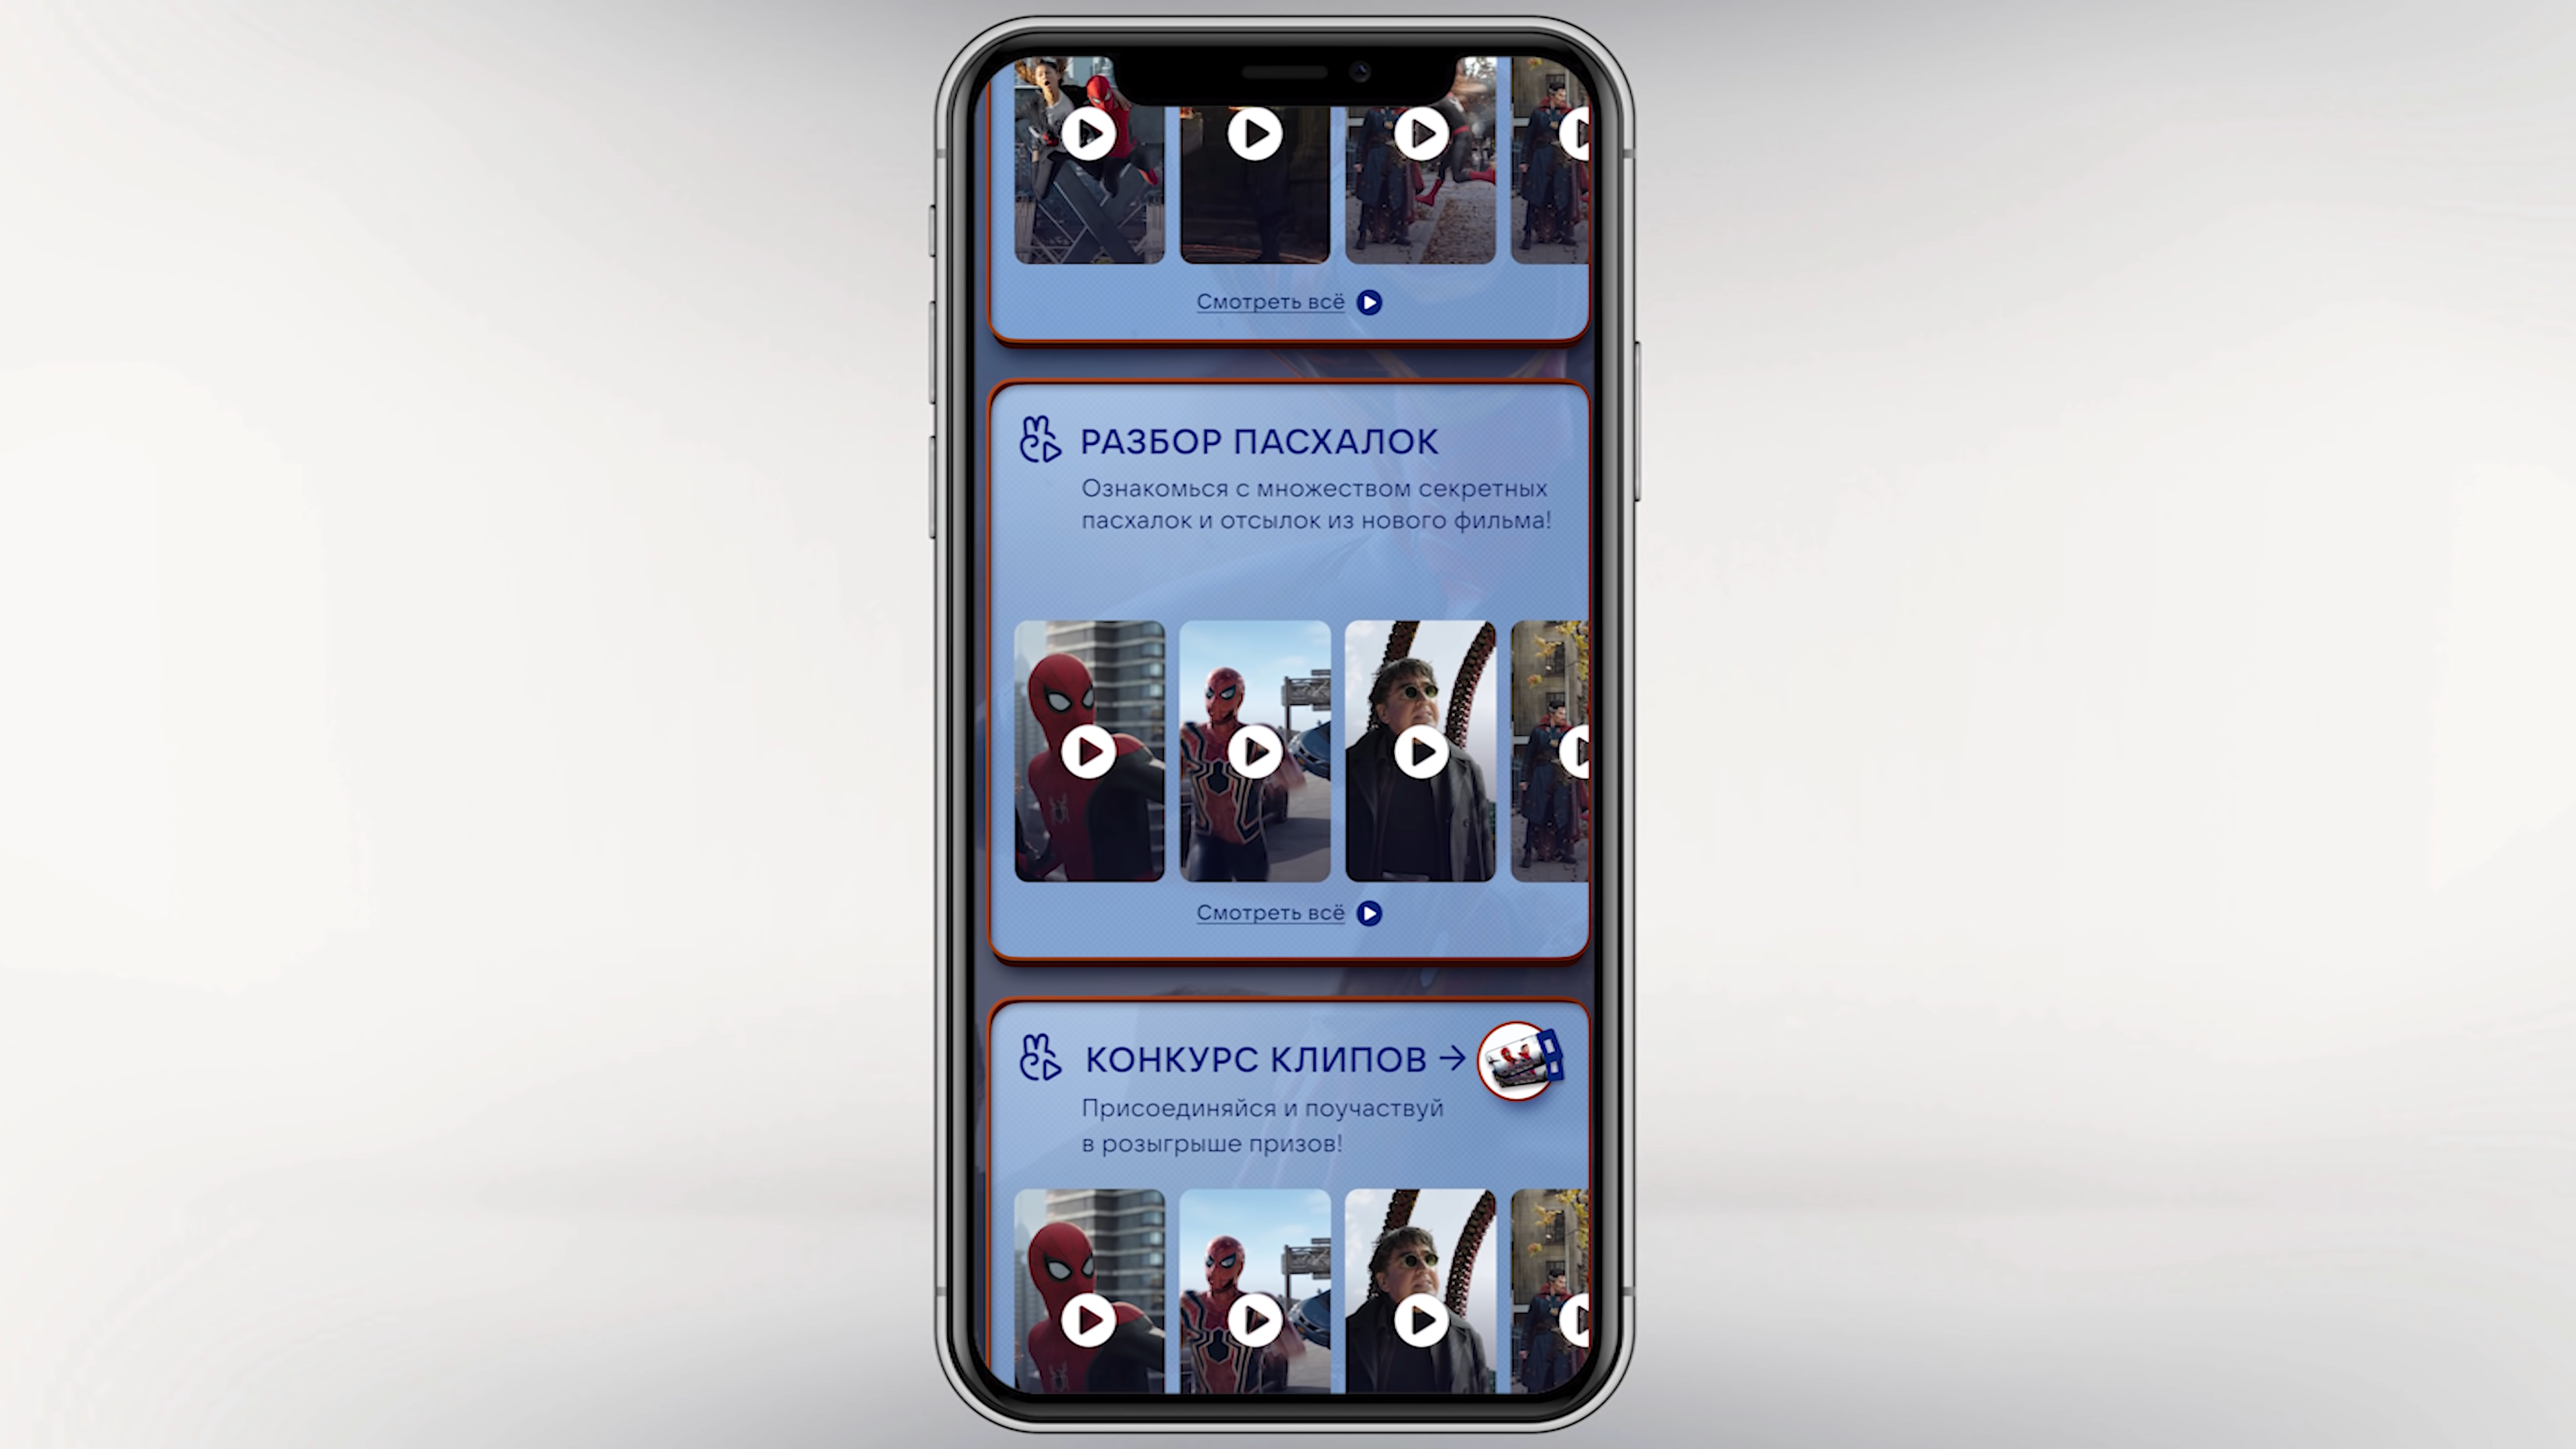 Смотреть всё
РАЗБОР ПАСХАЛОК
Ознакомься с множеством секретных
пасхалок и отсылок из нового фильма!
Смотреть всё
КОНКУРС КЛИПОВ →
Присоединяйся и поучаствуй
в розыгрыше призов!